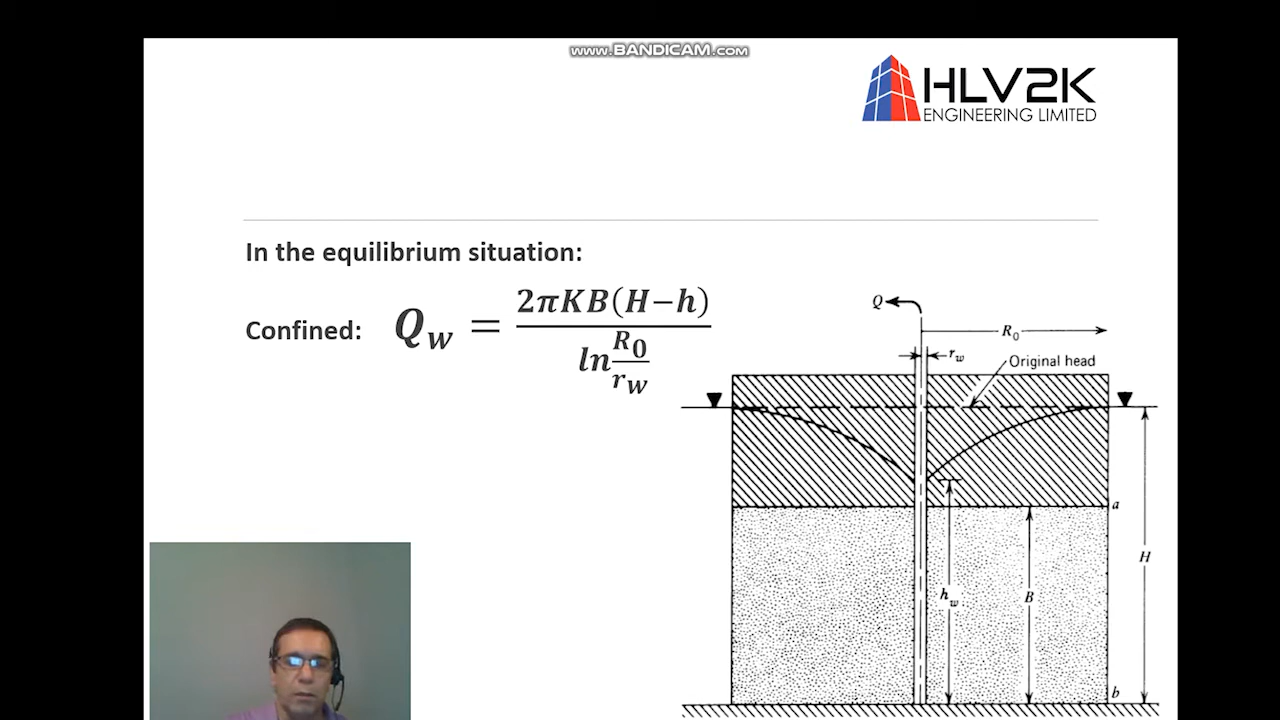 www.BANDICAM.com
HLV2K
ENGINEERING LIMITED
In the equilibrium situation:
Confined: Q_w = 2πKB(H−h) / ln R_0/r_w
Q
R_0
r_w
Original head
a
H
h_w
B
b